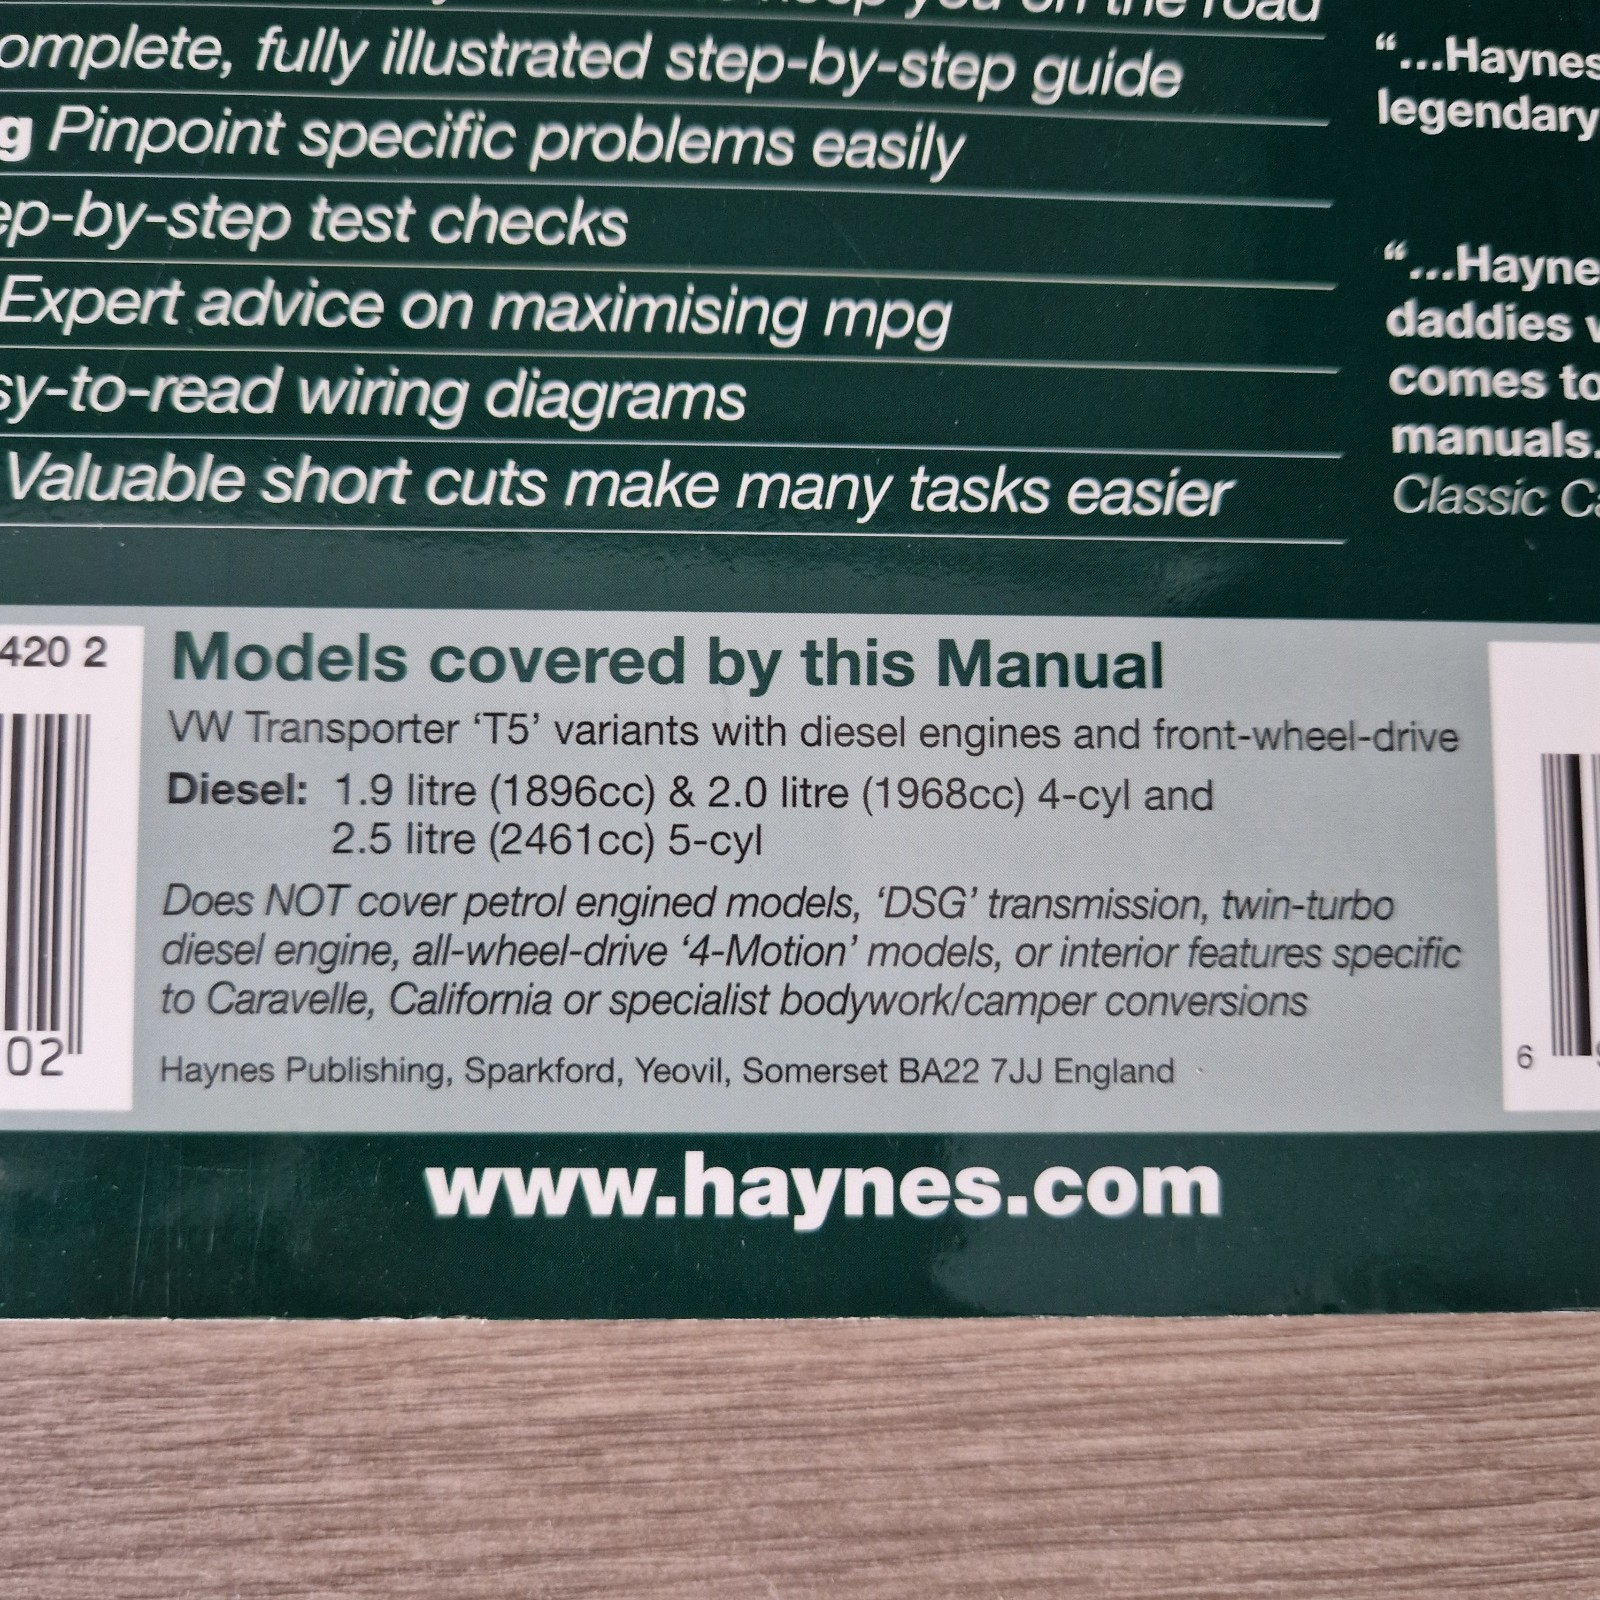 keep you on the road
omplete, fully illustrated step-by-step guide
g Pinpoint specific problems easily
ep-by-step test checks
Expert advice on maximising mpg
sy-to-read wiring diagrams
Valuable short cuts make many tasks easier
“...Haynes
legendary
“...Hayne
daddies
comes to
manuals.
Classic Ca
420 2
02
Models covered by this Manual
VW Transporter ‘T5’ variants with diesel engines and front-wheel-drive
Diesel: 1.9 litre (1896cc) & 2.0 litre (1968cc) 4-cyl and
2.5 litre (2461cc) 5-cyl
Does NOT cover petrol engined models, ‘DSG’ transmission, twin-turbo
diesel engine, all-wheel-drive ‘4-Motion’ models, or interior features specific
to Caravelle, California or specialist bodywork/camper conversions
Haynes Publishing, Sparkford, Yeovil, Somerset BA22 7JJ England
6
www.haynes.com